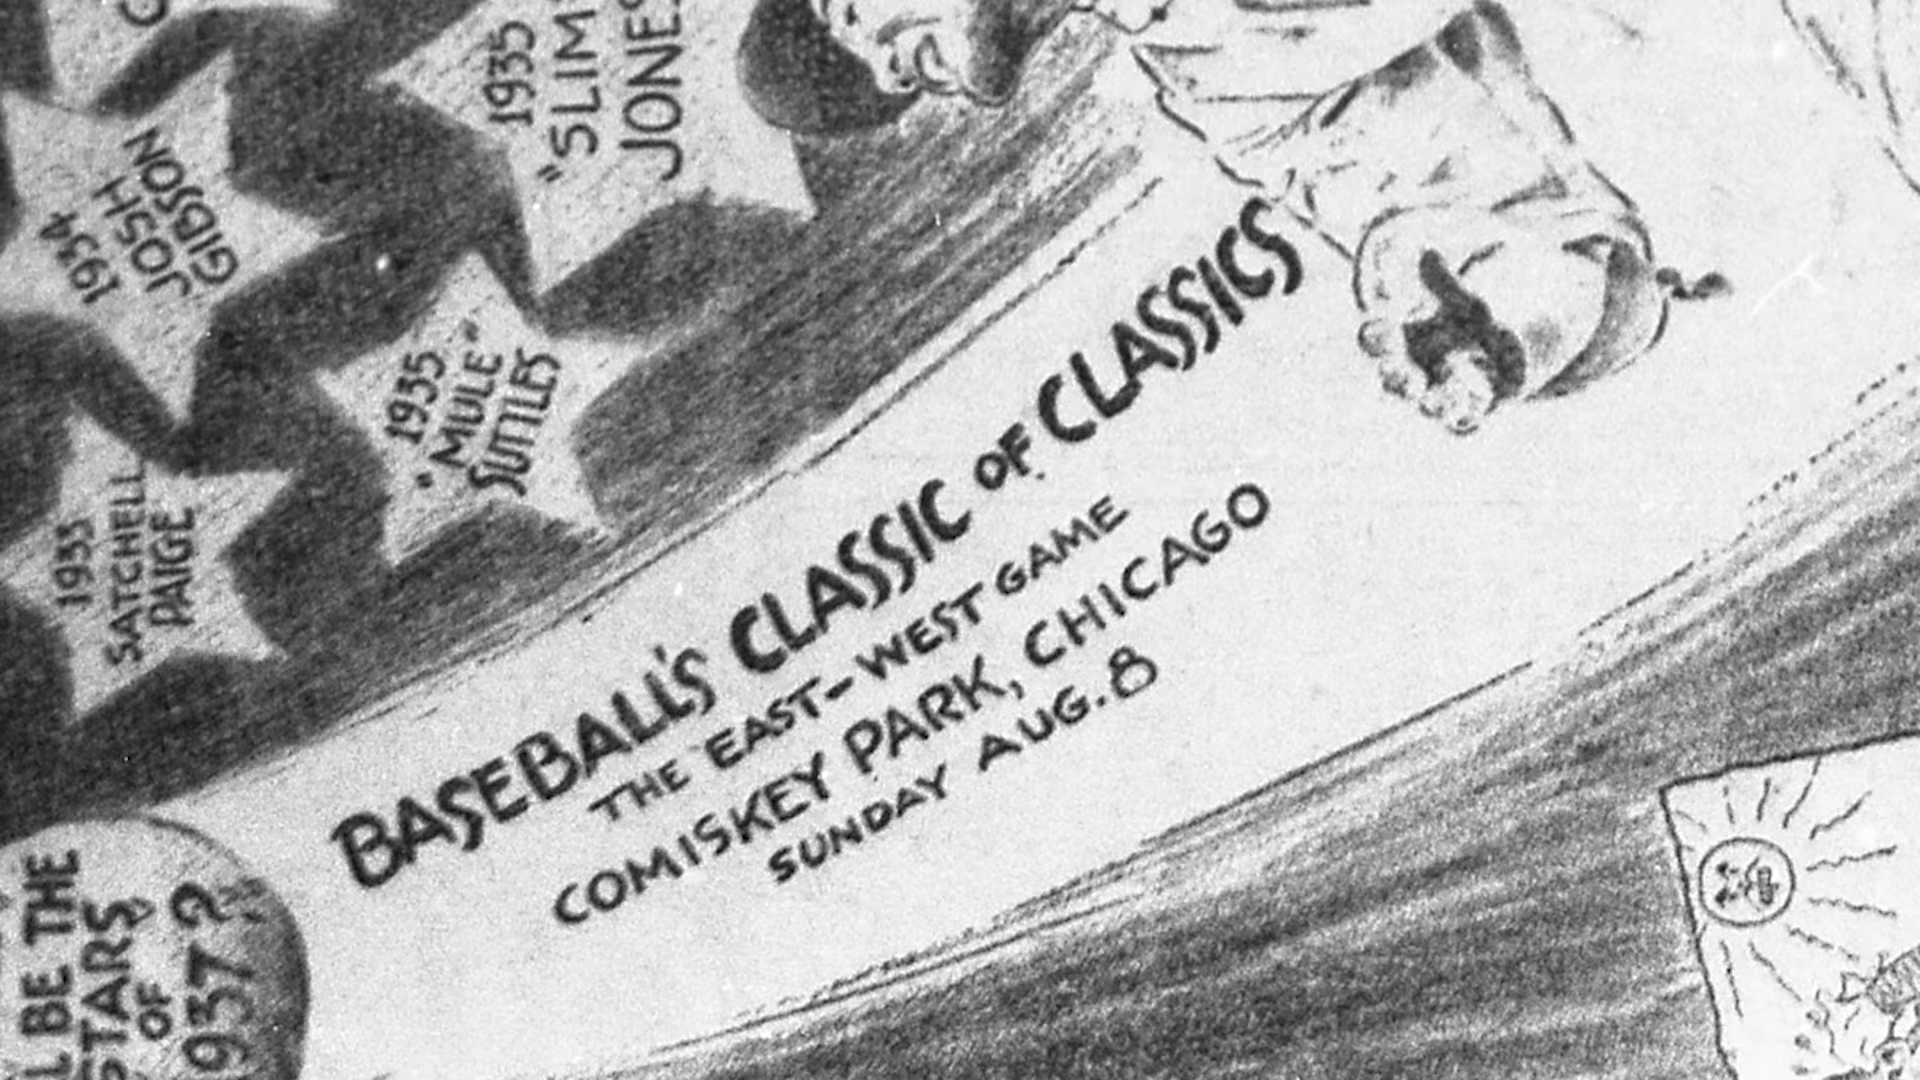 1935
"SLIM"
JONES
1934
JOSH
GIBSON
1935
"MULE"
SUTTLES
1935
SATCHELL
PAIGE
BASEBALL'S CLASSIC OF CLASSICS
THE EAST-WEST GAME
COMISKEY PARK, CHICAGO
SUNDAY AUG. 8
BE THE
STARS
OF
1937?